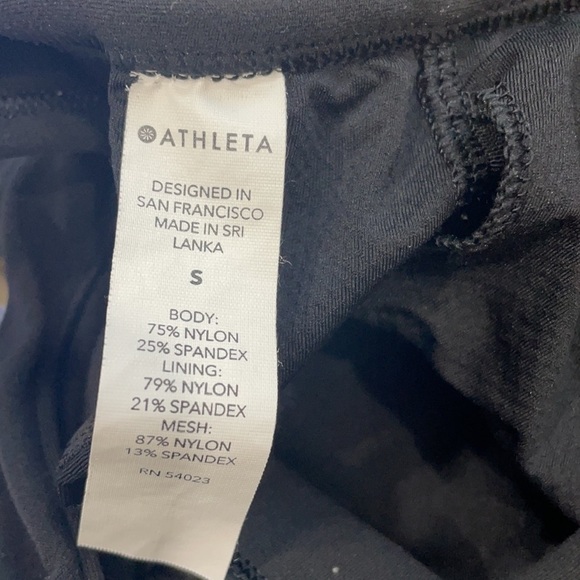 ATHLETA
DESIGNED IN
SAN FRANCISCO
MADE IN SRI
LANKA
S
BODY:
75% NYLON
25% SPANDEX
LINING:
79% NYLON
21% SPANDEX
MESH:
87% NYLON
13% SPANDEX
RN 54023